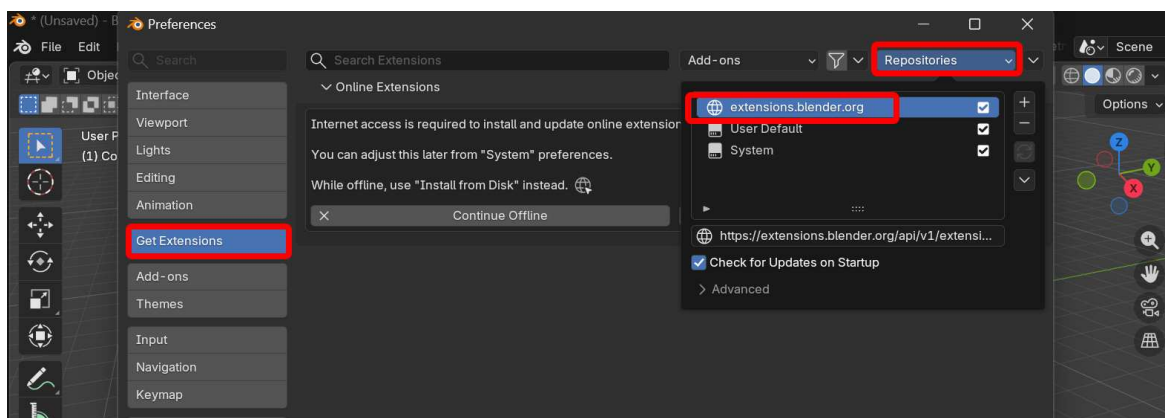 * (Unsaved) - B
Preferences
File Edit
Scene
Search
Search Extensions
Add-ons
Repositories
Objec
Online Extensions
Options
Interface
Viewport
Lights
Editing
Animation
Get Extensions
Add-ons
Themes
Input
Navigation
Keymap
User P
(1) Co
Internet access is required to install and update online extension
You can adjust this later from "System" preferences.
While offline, use "Install from Disk" instead.
Continue Offline
extensions.blender.org
User Default
System
https://extensions.blender.org/api/v1/extensi...
Check for Updates on Startup
Advanced
Z
Y
X